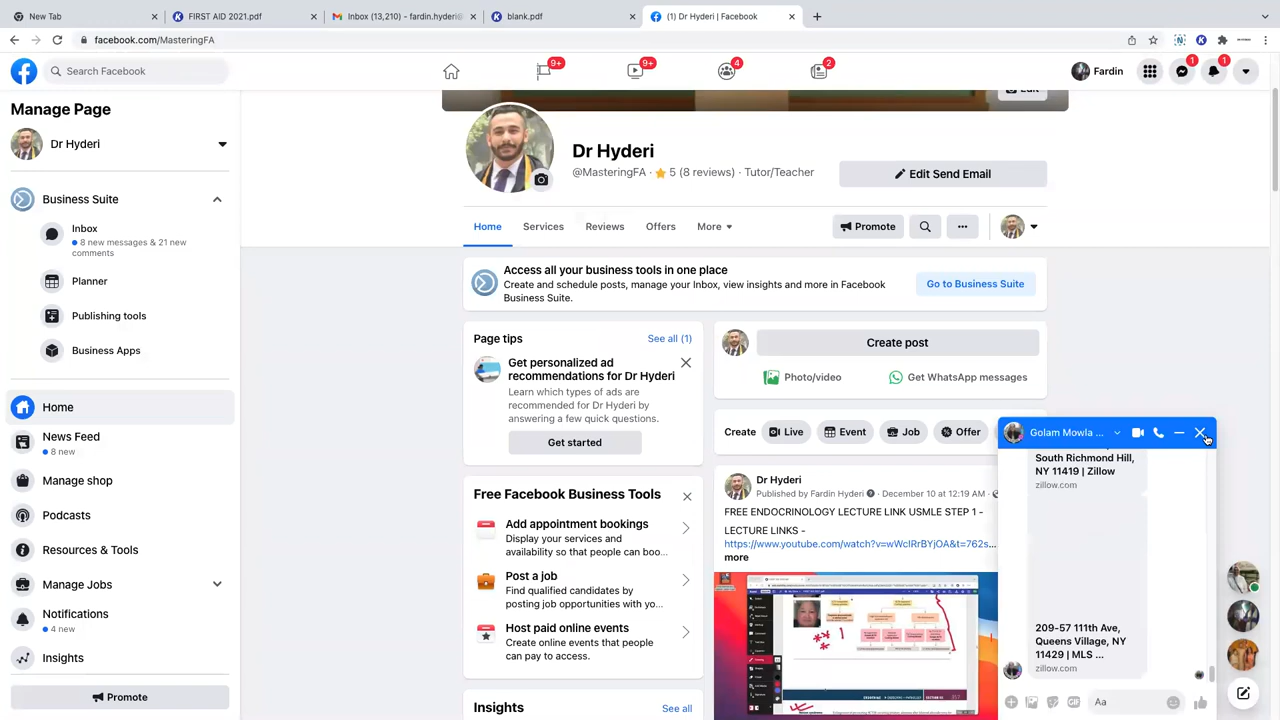 New Tab
FIRST AID 2021.pdf
Inbox (13,210) - fardin.hyderi@
blank.pdf
(1) Dr Hyderi | Facebook
facebook.com/MasteringFA
Search Facebook
9+
9+
4
2
Fardin
1
1
Manage Page
Dr Hyderi
Business Suite
Inbox
8 new messages & 21 new
comments
Planner
Publishing tools
Business Apps
Home
News Feed
8 new
Manage shop
Podcasts
Resources & Tools
Manage Jobs
Notifications
4 new
Insights
Promote
Edit
Dr Hyderi
@MasteringFA · 5 (8 reviews) · Tutor/Teacher
Edit Send Email
Home
Services
Reviews
Offers
More
Promote
Access all your business tools in one place
Create and schedule posts, manage your Inbox, view insights and more in Facebook
Business Suite.
Go to Business Suite
Page tips
See all (1)
Get personalized ad
recommendations for Dr Hyderi
Learn which types of ads are
recommended for Dr Hyderi by
answering a few quick questions.
Get started
Free Facebook Business Tools
Add appointment bookings
Display your services and
availability so that people can boo...
Post a job
Find qualified candidates by
posting job opportunities with yo...
Host paid online events
Create online events that people
can pay to access.
Insights
See all
Create post
Photo/video
Get WhatsApp messages
Create
Live
Event
Job
Offer
Dr Hyderi
Published by Fardin Hyderi · December 10 at 12:19 AM ·
FREE ENDOCRINOLOGY LECTURE LINK USMLE STEP 1 -
LECTURE LINKS -
https://www.youtube.com/watch?v=wWcIRrBYjOA&t=762s...
more
Golam Mowla ...
South Richmond Hill,
NY 11419 | Zillow
zillow.com
209-57 111th Ave,
Queens Village, NY
11429 | MLS ...
zillow.com
Aa